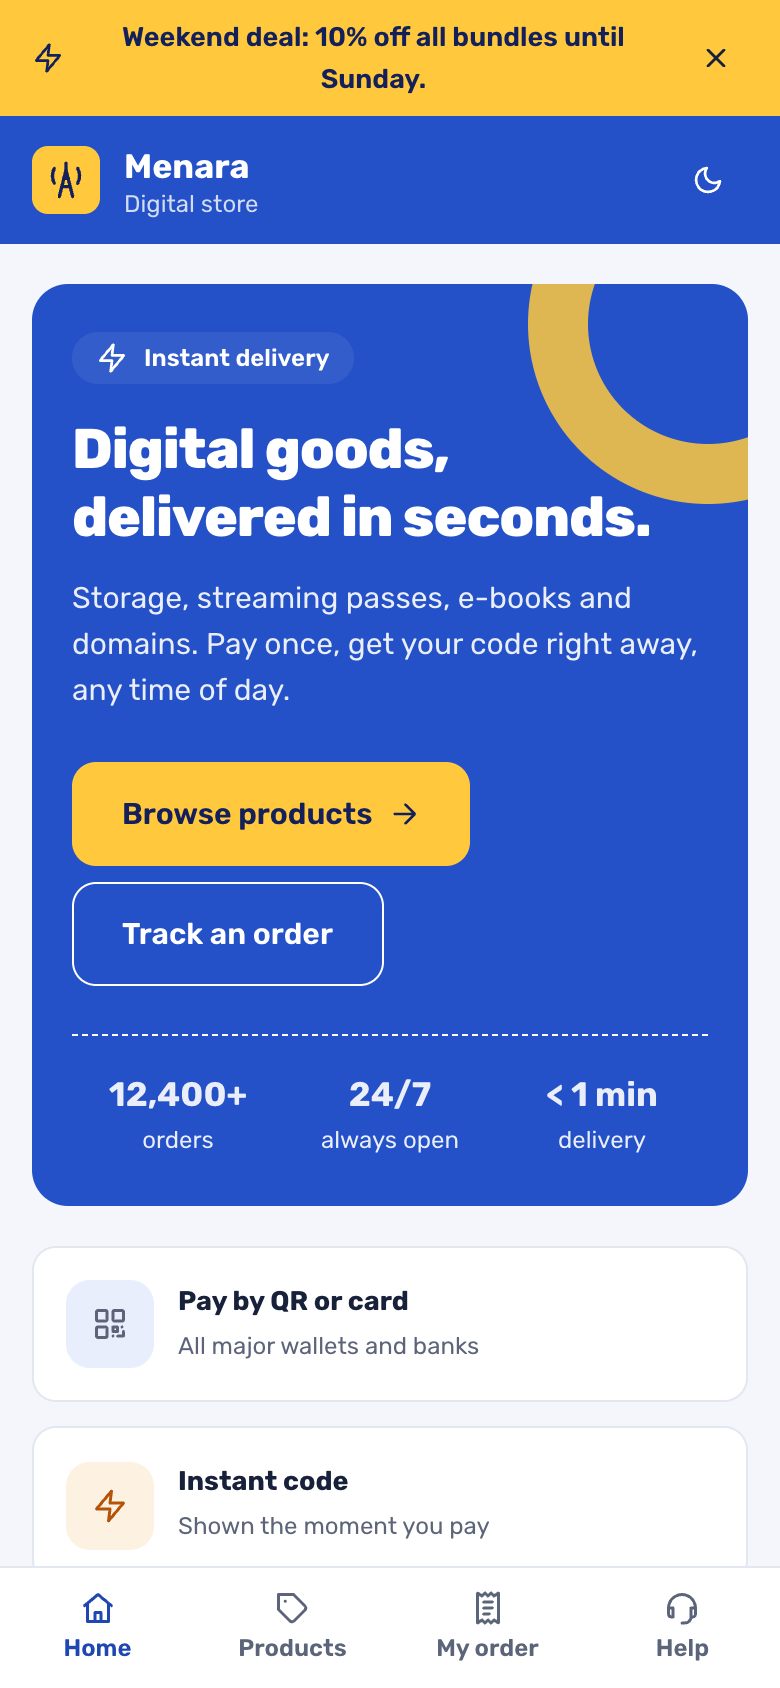 Weekend deal: 10% off all bundles until
Sunday.
Menara
Digital store
Instant delivery
Digital goods,
delivered in seconds.
Storage, streaming passes, e-books and
domains. Pay once, get your code right away,
any time of day.
Browse products
Track an order
12,400+
orders
24/7
always open
< 1 min
delivery
Pay by QR or card
All major wallets and banks
Instant code
Shown the moment you pay
Home
Products
My order
Help